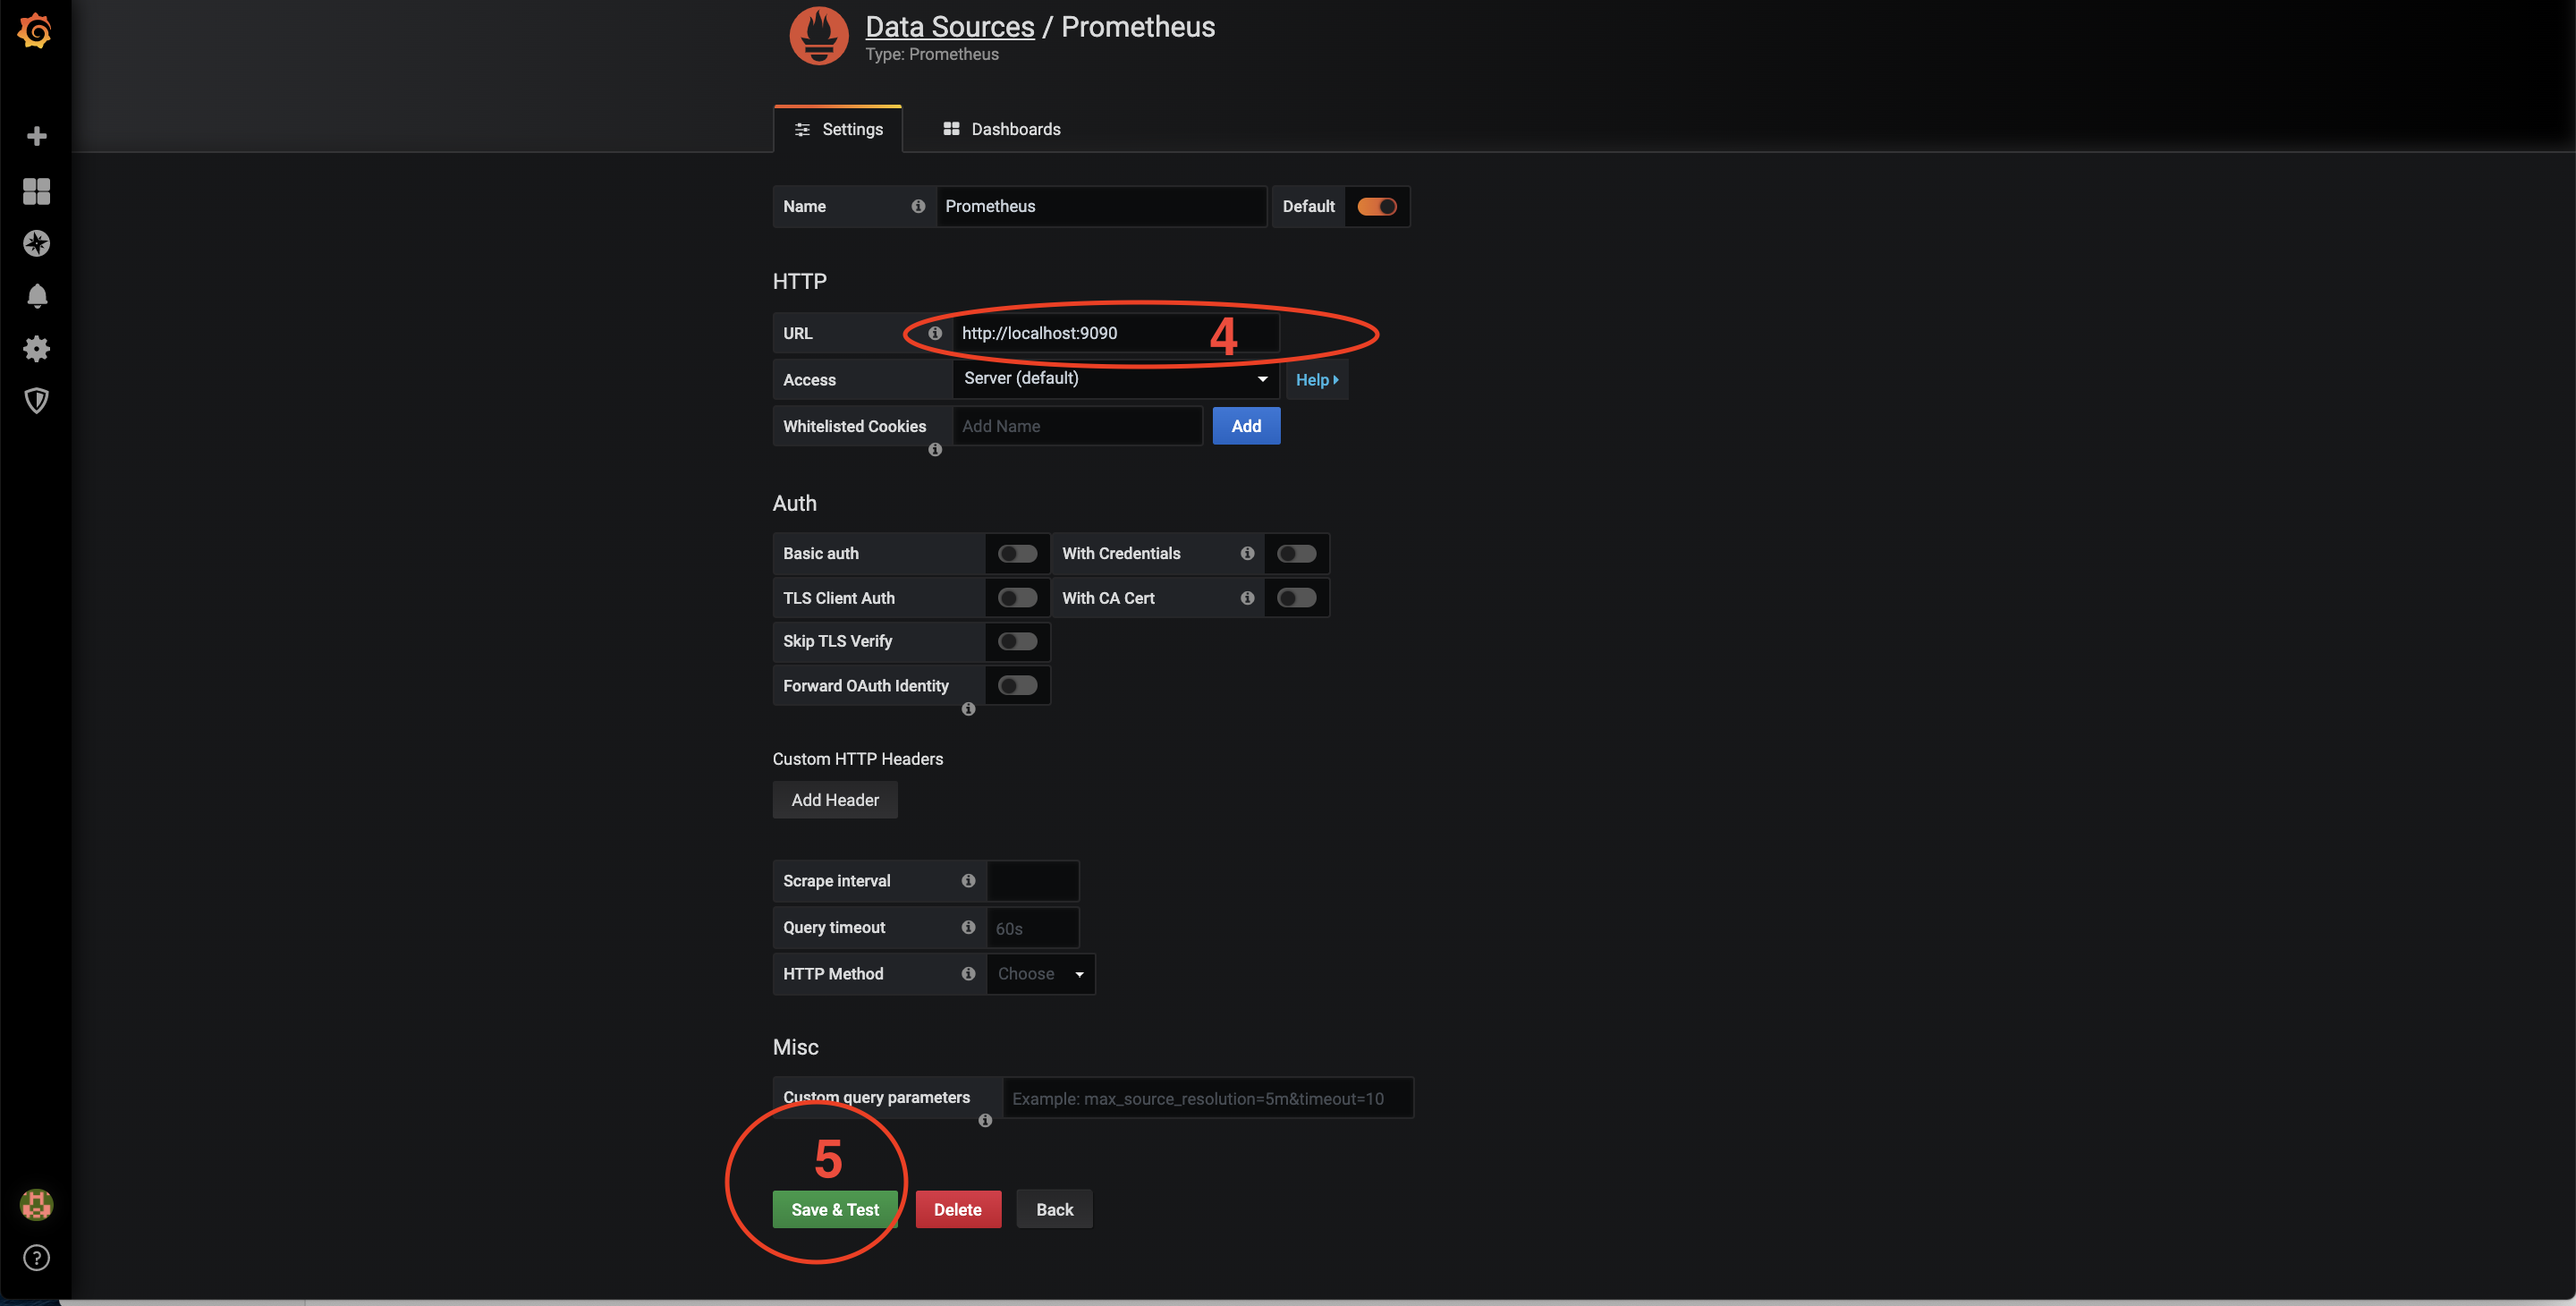 Data Sources / Prometheus
Type: Prometheus
Settings Dashboards
Name Prometheus Default
HTTP
URL http://localhost:9090 4
Access Server (default) Help
Whitelisted Cookies Add Name Add
Auth
Basic auth With Credentials
TLS Client Auth With CA Cert
Skip TLS Verify
Forward OAuth Identity
Custom HTTP Headers
Add Header
Scrape interval
Query timeout 60s
HTTP Method Choose
Misc
Custom query parameters Example: max_source_resolution=5m&timeout=10
5
Save & Test Delete Back